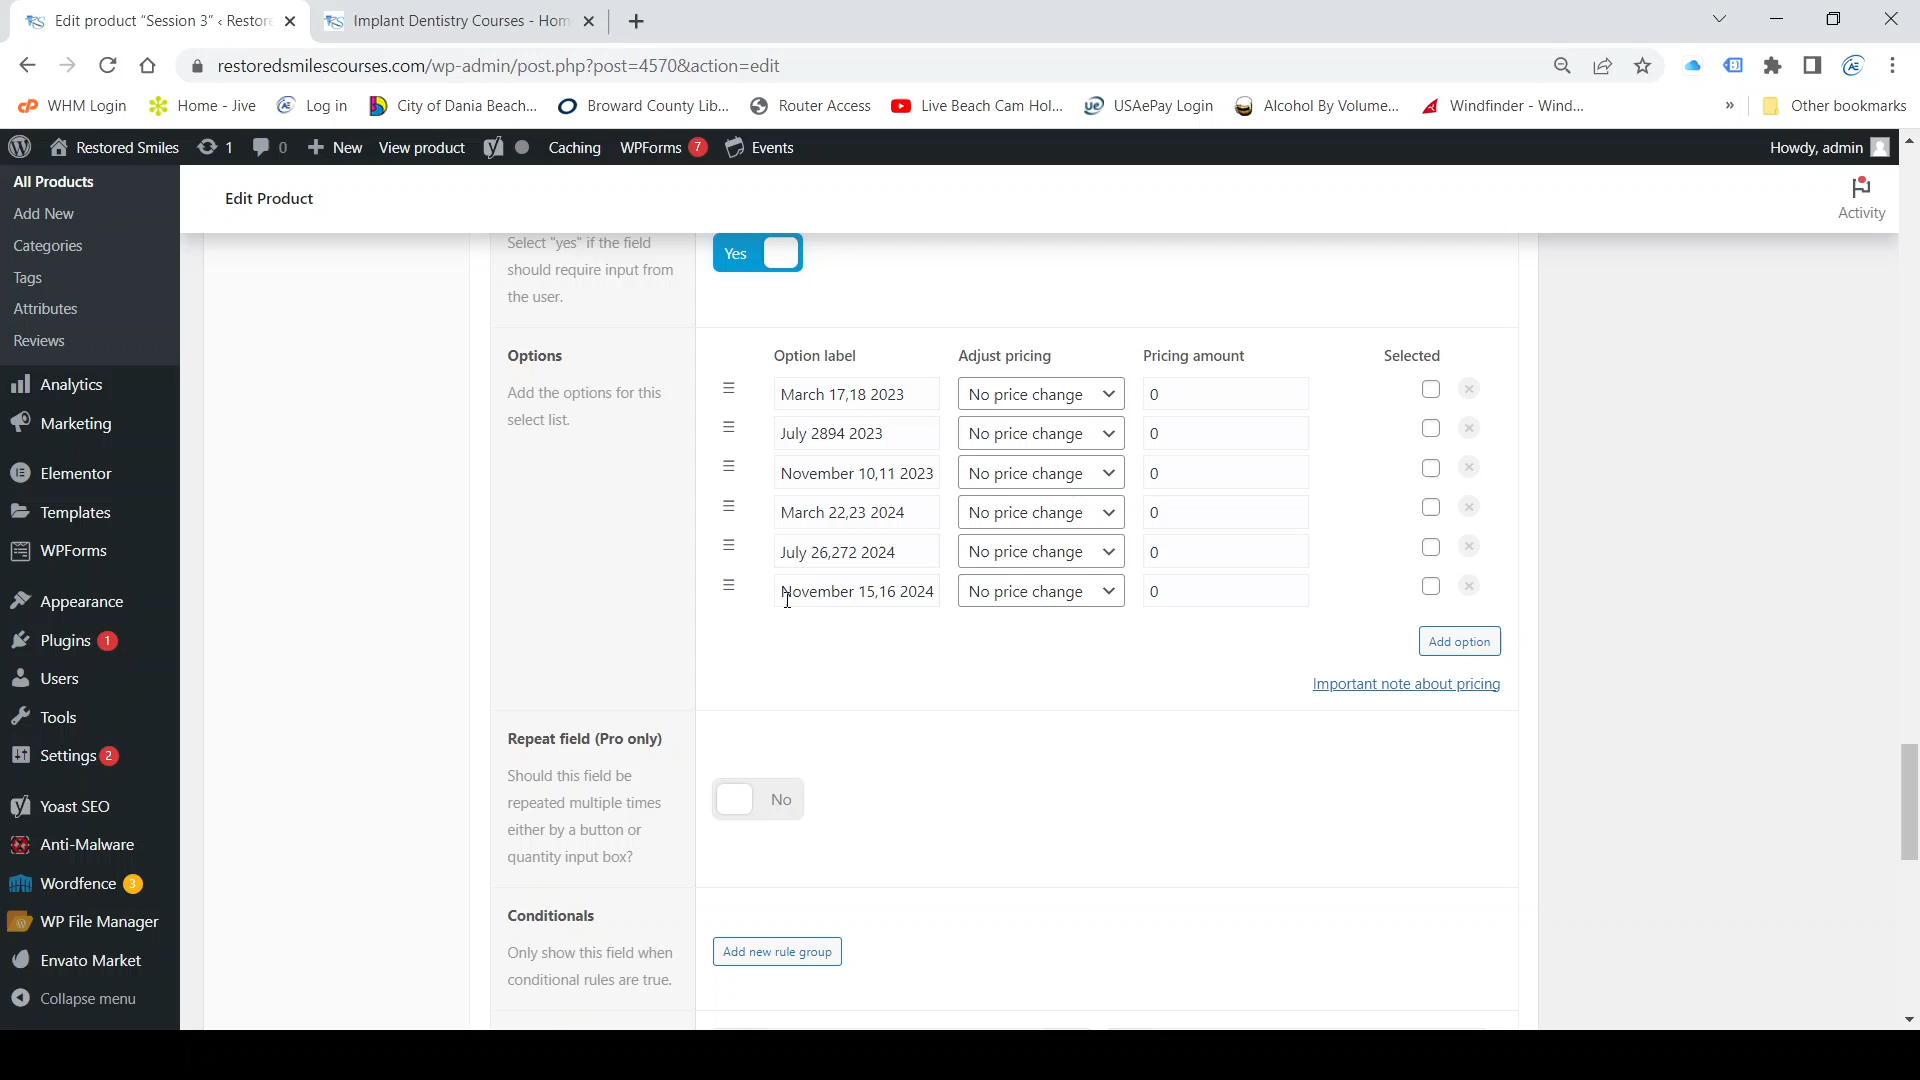 Edit product “Session 3” ‹ Restore
Implant Dentistry Courses - Hom
restoredsmilescourses.com/wp-admin/post.php?post=4570&action=edit
WHM Login
Home - Jive
Log in
City of Dania Beach...
Broward County Lib...
Router Access
Live Beach Cam Hol...
USAePay Login
Alcohol By Volume...
Windfinder - Wind...
»
Other bookmarks
Restored Smiles
1
0
New
View product
Caching
WPForms 7
Events
Howdy, admin
All Products
Add New
Categories
Tags
Attributes
Reviews
Analytics
Marketing
Elementor
Templates
WPForms
Appearance
Plugins 1
Users
Tools
Settings 2
Yoast SEO
Anti-Malware
Wordfence 3
WP File Manager
Envato Market
Collapse menu
Edit Product
Activity
Select "yes" if the field
should require input from
the user.
Yes
Options
Add the options for this
select list.
Option label Adjust pricing Pricing amount Selected
March 17,18 2023 No price change 0
July 2894 2023 No price change 0
November 10,11 2023 No price change 0
March 22,23 2024 No price change 0
July 26,272 2024 No price change 0
November 15,16 2024 No price change 0
Add option
Important note about pricing
Repeat field (Pro only)
Should this field be
repeated multiple times
either by a button or
quantity input box?
No
Conditionals
Only show this field when
conditional rules are true.
Add new rule group